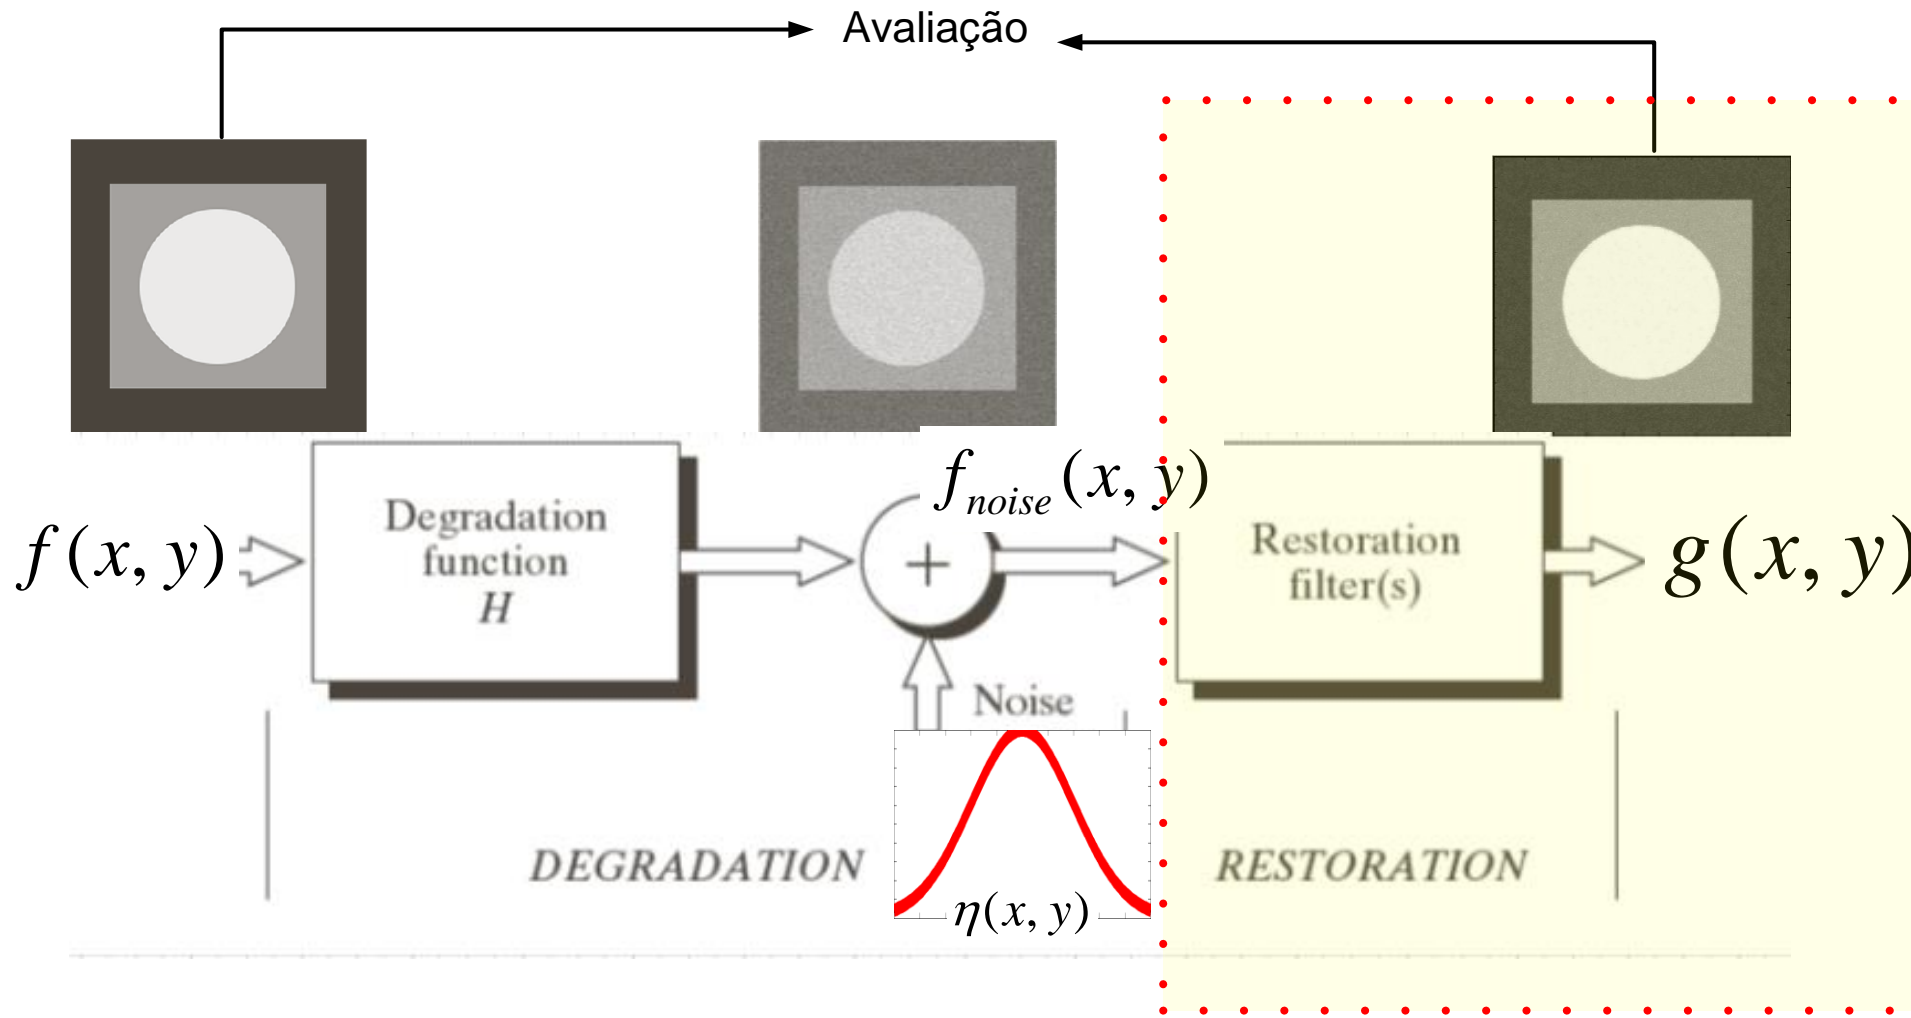 Avaliação
f(x, y)
Degradation
function
H
+
f_noise(x, y)
Restoration
filter(s)
g(x, y)
Noise
η(x, y)
DEGRADATION
RESTORATION